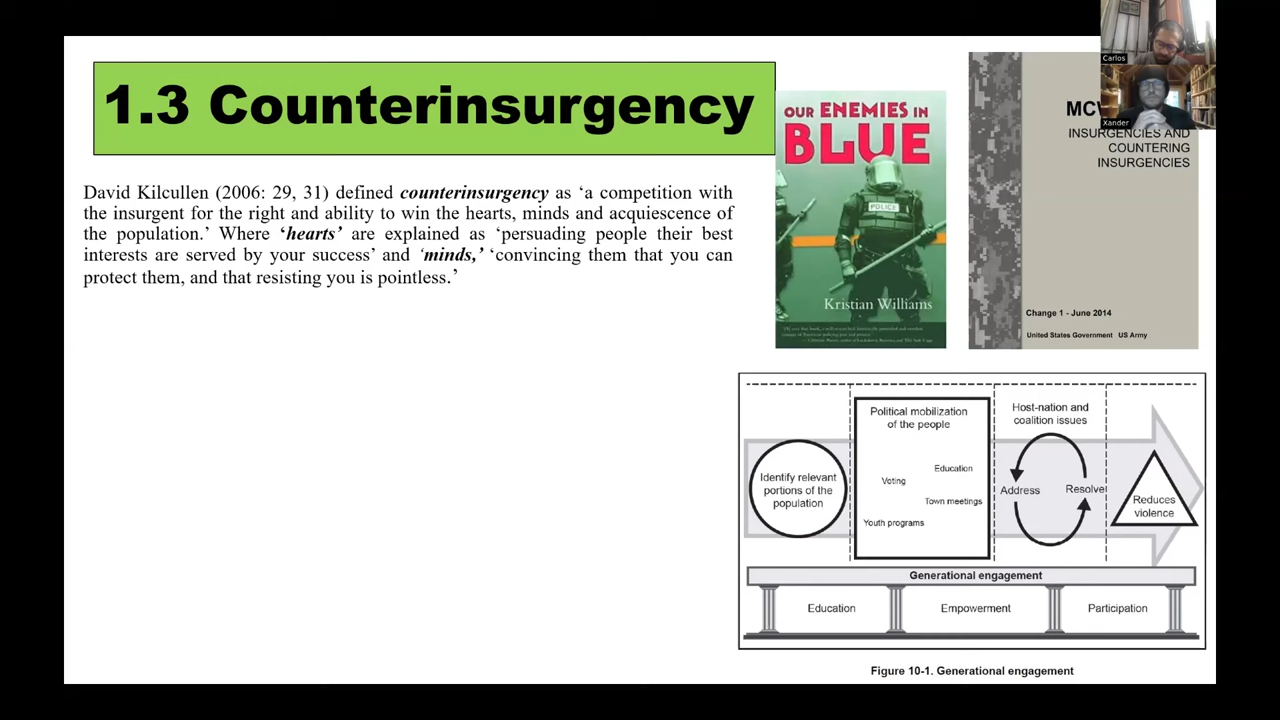 1.3 Counterinsurgency
David Kilcullen (2006: 29, 31) defined counterinsurgency as ‘a competition with
the insurgent for the right and ability to win the hearts, minds and acquiescence of
the population.’ Where ‘hearts’ are explained as ‘persuading people their best
interests are served by your success’ and ‘minds,’ ‘convincing them that you can
protect them, and that resisting you is pointless.’
OUR ENEMIES IN
BLUE
POLICE
Kristian Williams
INSURGENCIES AND
COUNTERING
INSURGENCIES
Change 1 - June 2014
United States Government US Army
Carlos
Xander
Identify relevant
portions of the
population
Political mobilization
of the people
Education
Voting
Town meetings
Youth programs
Host-nation and
coalition issues
Address
Resolve
Reduces
violence
Generational engagement
Education
Empowerment
Participation
Figure 10-1. Generational engagement